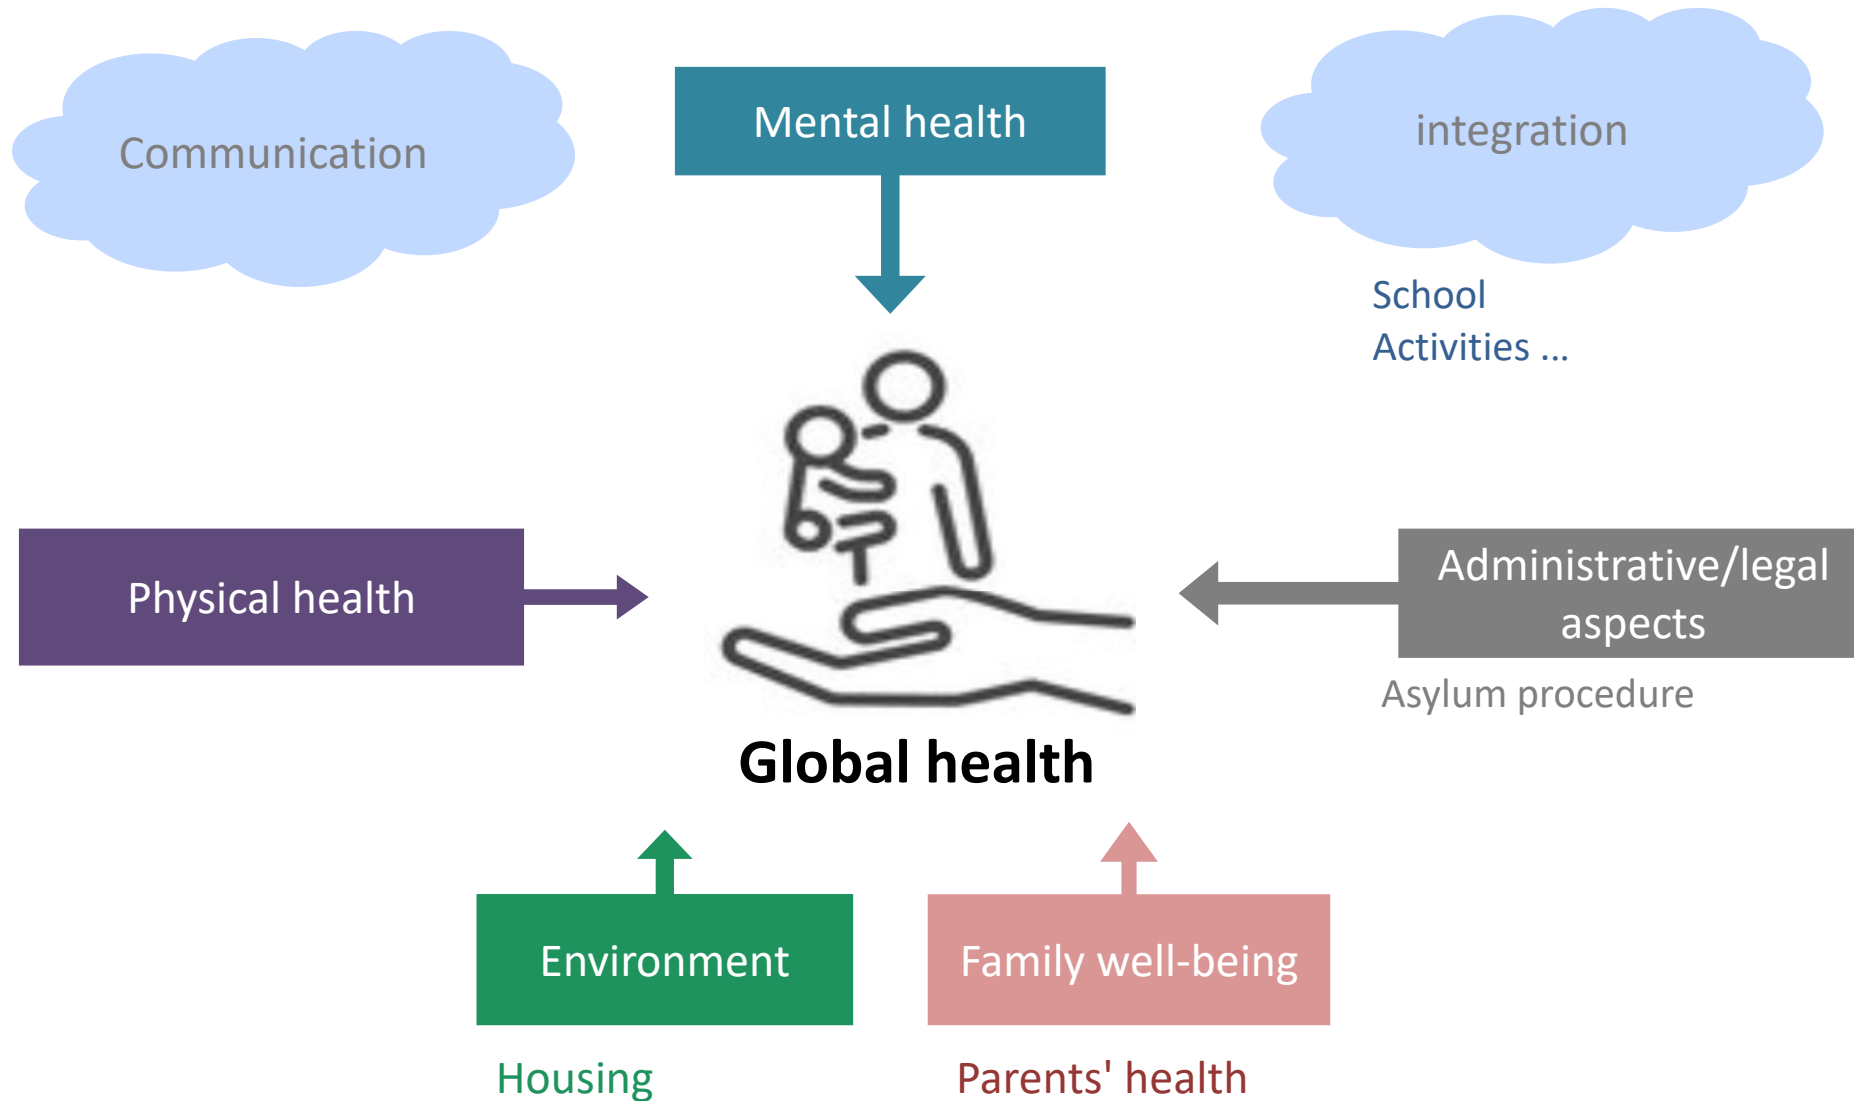 Communication
Mental health
integration
School
Activities ...
Physical health
Administrative/legal
aspects
Asylum procedure
Global health
Environment
Family well-being
Housing
Parents' health